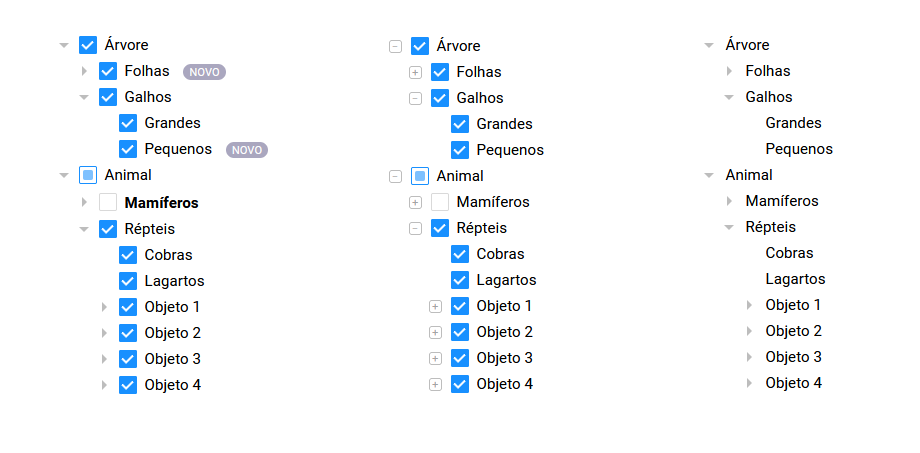 Árvore
Folhas NOVO
Galhos
Grandes
Pequenos NOVO
Animal
Mamíferos
Répteis
Cobras
Lagartos
Objeto 1
Objeto 2
Objeto 3
Objeto 4
Árvore
Folhas
Galhos
Grandes
Pequenos
Animal
Mamíferos
Répteis
Cobras
Lagartos
Objeto 1
Objeto 2
Objeto 3
Objeto 4
Árvore
Folhas
Galhos
Grandes
Pequenos
Animal
Mamíferos
Répteis
Cobras
Lagartos
Objeto 1
Objeto 2
Objeto 3
Objeto 4